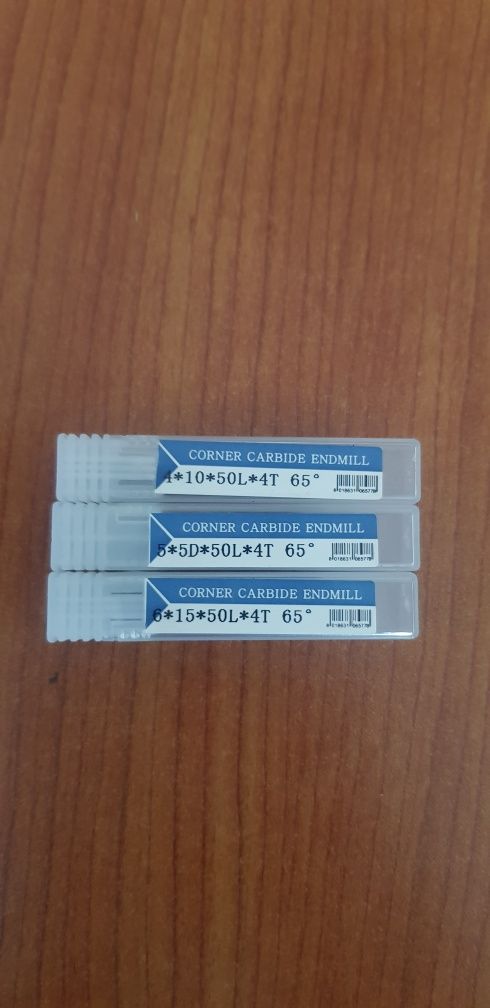 CORNER CARBIDE ENDMILL
4*10*50L*4T 65°
CORNER CARBIDE ENDMILL
5*5D*50L*4T 65°
CORNER CARBIDE ENDMILL
6*15*50L*4T 65°